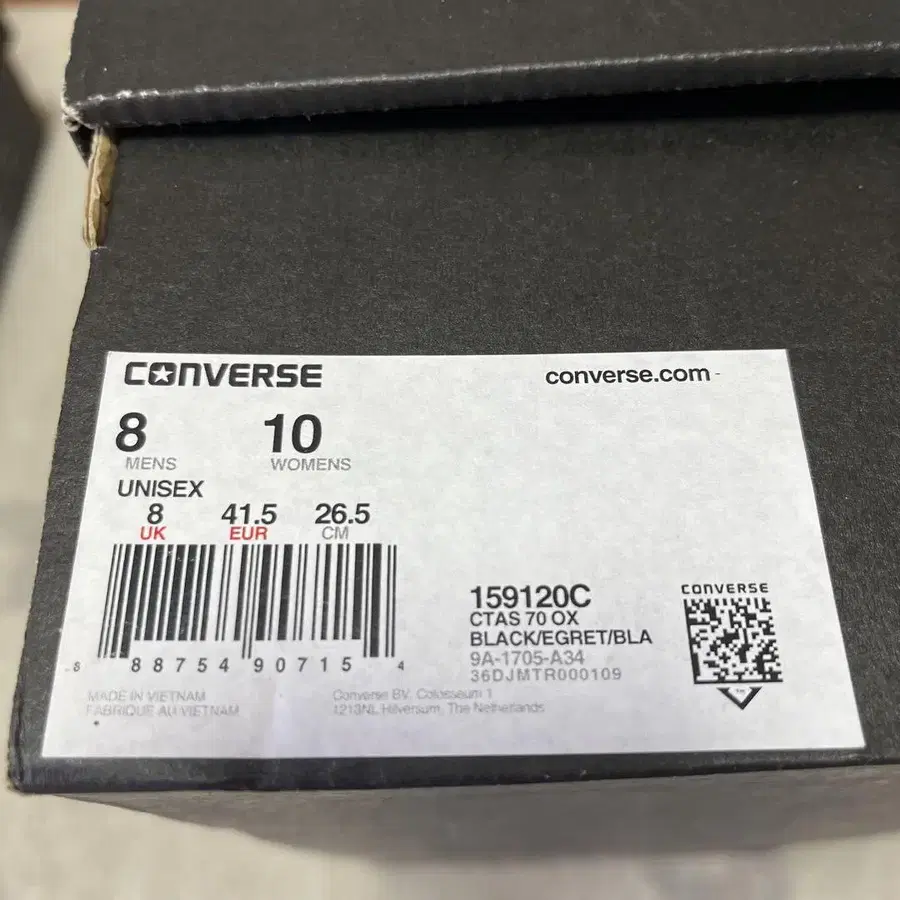 CONVERSE
converse.com
8 10
MENS WOMENS
UNISEX
8 41.5 26.5
UK EUR CM
8 88754 90715 4
159120C
CTAS 70 OX
BLACK/EGRET/BLA
9A-1705-A34
36DJMTR000109
CONVERSE
TM
MADE IN VIETNAM
FABRIQUE AU VIETNAM
Converse BV, Colosseum 1
1213NL Hilversum, The Netherlands